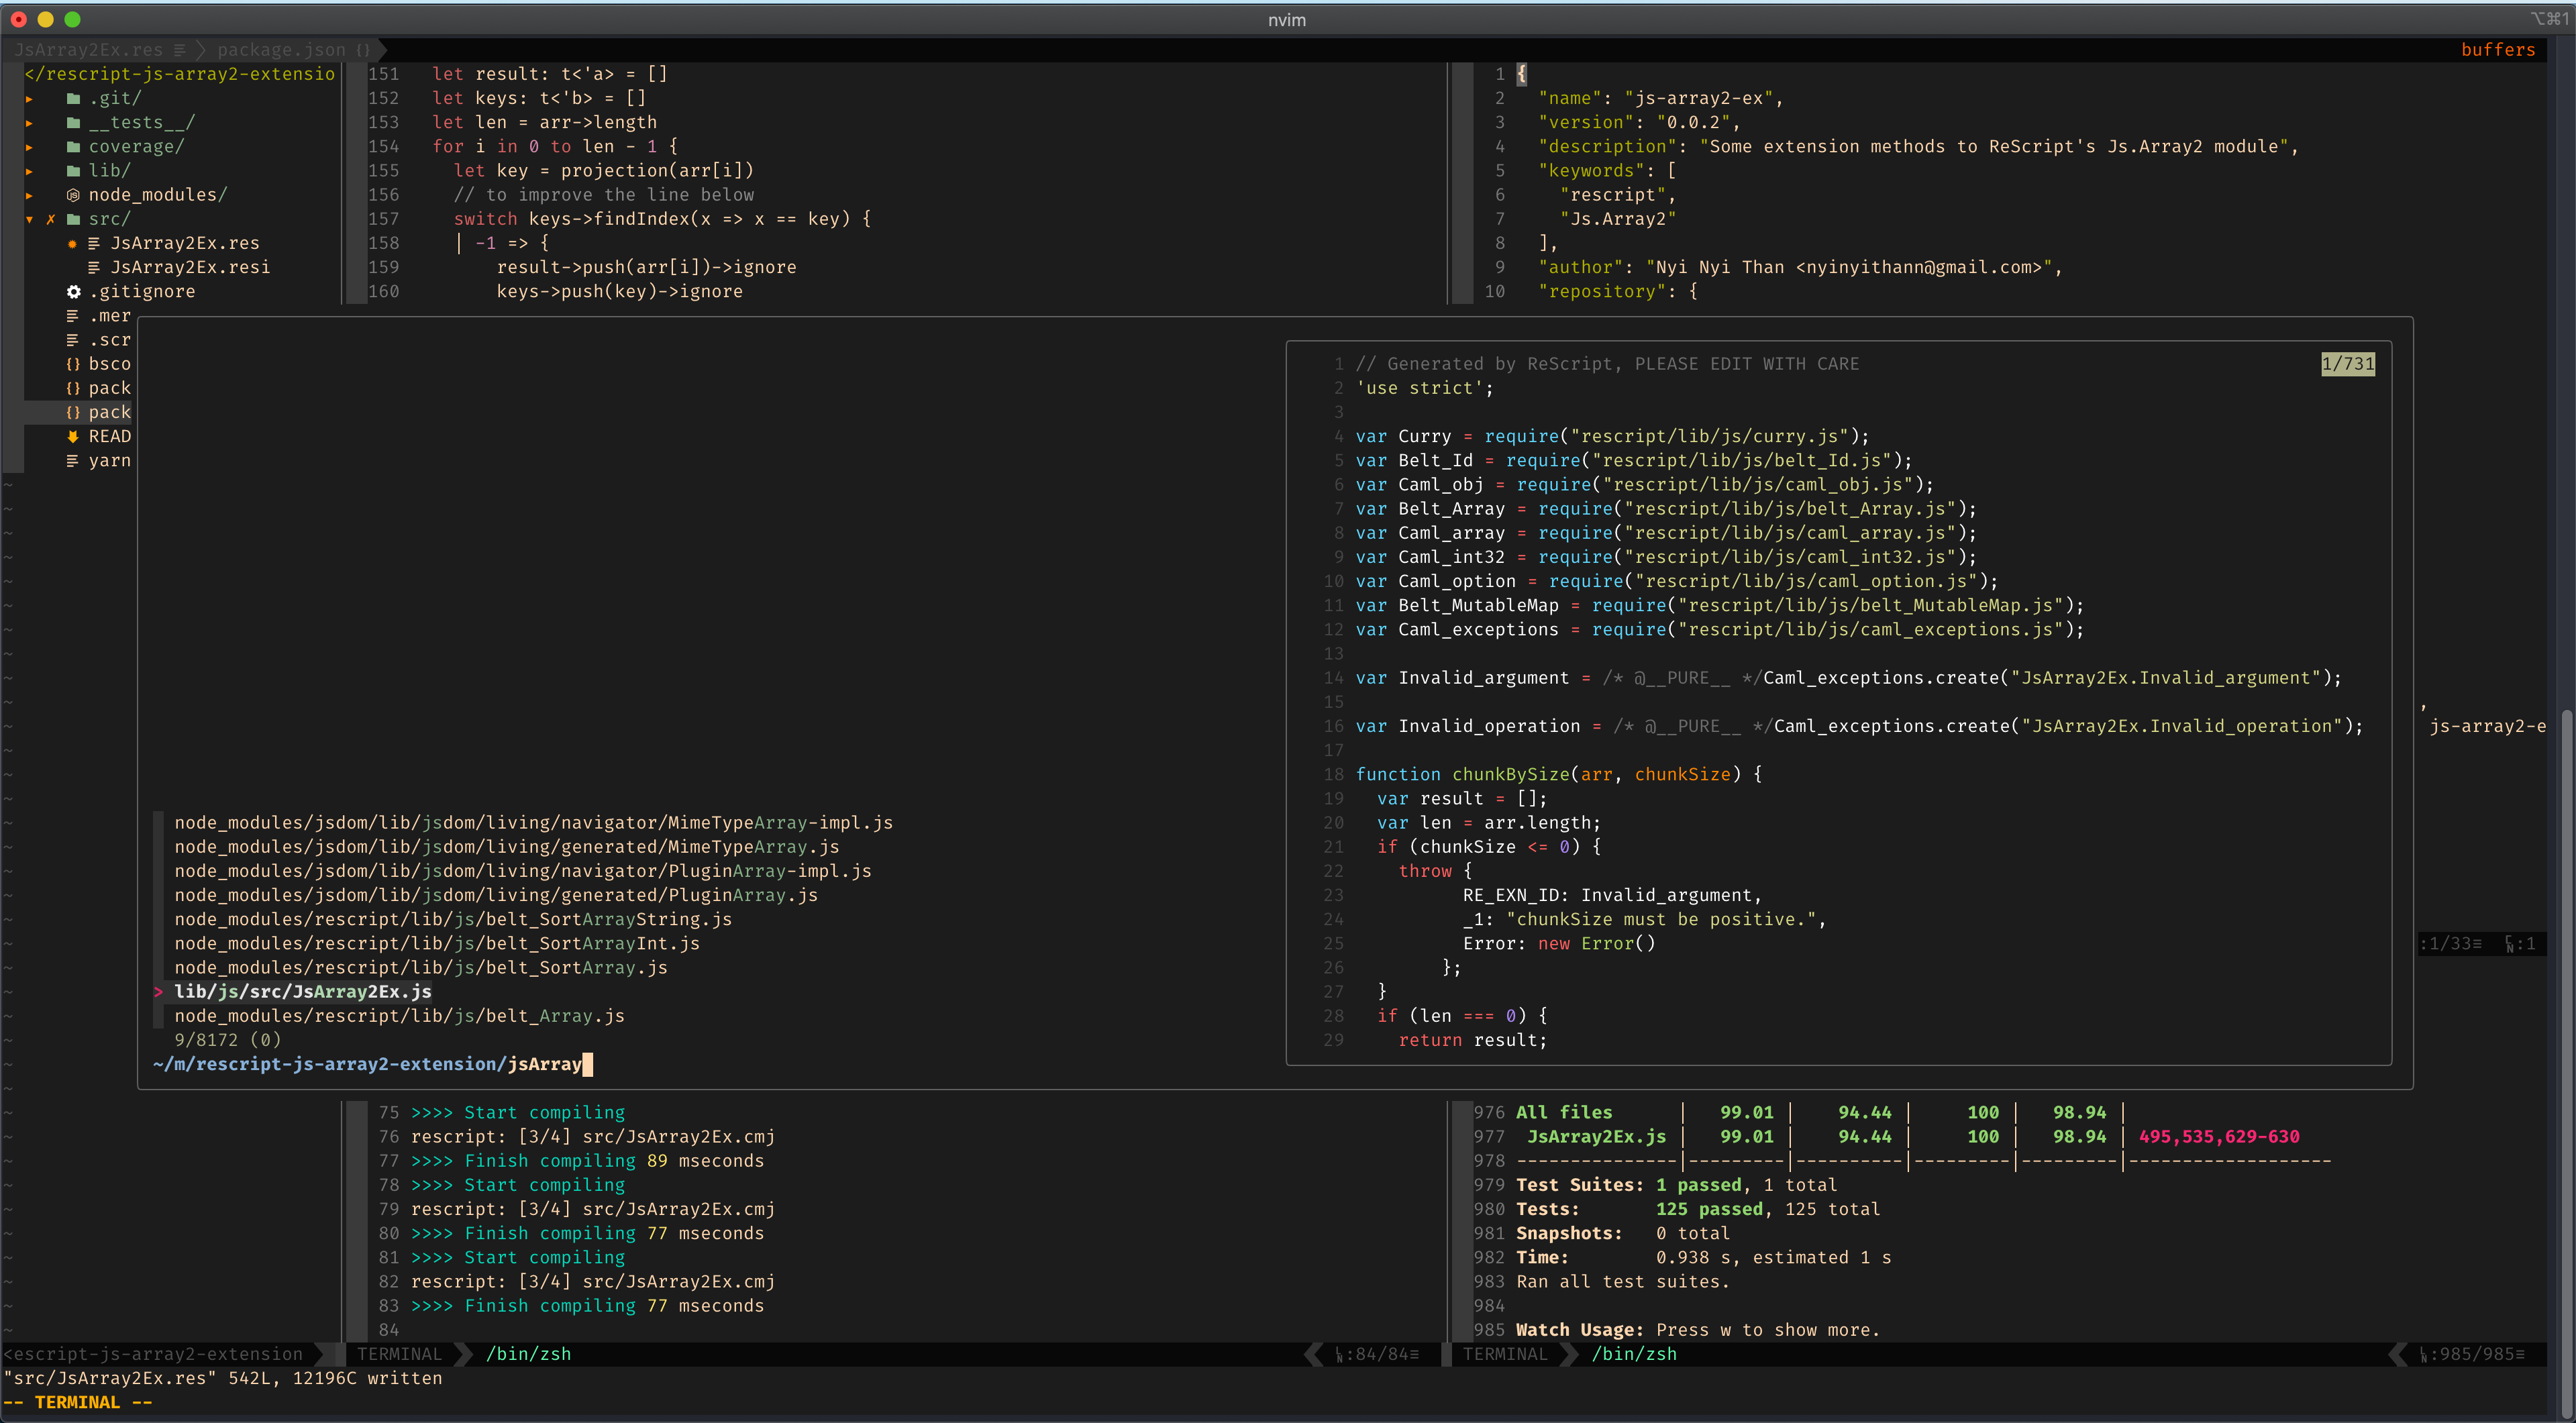 nvim
⌥⌘1
JsArray2Ex.res package.json {} buffers
</rescript-js-array2-extensio
.git/
__tests__/
coverage/
lib/
node_modules/
✗ src/
JsArray2Ex.res
JsArray2Ex.resi
.gitignore
.mer
.scr
{} bsco
{} pack
{} pack
READ
yarn
151 let result: t<'a> = []
152 let keys: t<'b> = []
153 let len = arr->length
154 for i in 0 to len - 1 {
155 let key = projection(arr[i])
156 // to improve the line below
157 switch keys->findIndex(x => x == key) {
158 | -1 => {
159 result->push(arr[i])->ignore
160 keys->push(key)->ignore
1 {
2 "name": "js-array2-ex",
3 "version": "0.0.2",
4 "description": "Some extension methods to ReScript's Js.Array2 module",
5 "keywords": [
6 "rescript",
7 "Js.Array2"
8 ],
9 "author": "Nyi Nyi Than <nyinyithann@gmail.com>",
10 "repository": {
,
js-array2-e
:1/33≡ :1
node_modules/jsdom/lib/jsdom/living/navigator/MimeTypeArray-impl.js
node_modules/jsdom/lib/jsdom/living/generated/MimeTypeArray.js
node_modules/jsdom/lib/jsdom/living/navigator/PluginArray-impl.js
node_modules/jsdom/lib/jsdom/living/generated/PluginArray.js
node_modules/rescript/lib/js/belt_SortArrayString.js
node_modules/rescript/lib/js/belt_SortArrayInt.js
node_modules/rescript/lib/js/belt_SortArray.js
> lib/js/src/JsArray2Ex.js
node_modules/rescript/lib/js/belt_Array.js
9/8172 (0)
~/m/rescript-js-array2-extension/jsArray
1 // Generated by ReScript, PLEASE EDIT WITH CARE 1/731
2 'use strict';
3
4 var Curry = require("rescript/lib/js/curry.js");
5 var Belt_Id = require("rescript/lib/js/belt_Id.js");
6 var Caml_obj = require("rescript/lib/js/caml_obj.js");
7 var Belt_Array = require("rescript/lib/js/belt_Array.js");
8 var Caml_array = require("rescript/lib/js/caml_array.js");
9 var Caml_int32 = require("rescript/lib/js/caml_int32.js");
10 var Caml_option = require("rescript/lib/js/caml_option.js");
11 var Belt_MutableMap = require("rescript/lib/js/belt_MutableMap.js");
12 var Caml_exceptions = require("rescript/lib/js/caml_exceptions.js");
13
14 var Invalid_argument = /* @__PURE__ */Caml_exceptions.create("JsArray2Ex.Invalid_argument");
15
16 var Invalid_operation = /* @__PURE__ */Caml_exceptions.create("JsArray2Ex.Invalid_operation");
17
18 function chunkBySize(arr, chunkSize) {
19 var result = [];
20 var len = arr.length;
21 if (chunkSize <= 0) {
22 throw {
23 RE_EXN_ID: Invalid_argument,
24 _1: "chunkSize must be positive.",
25 Error: new Error()
26 };
27 }
28 if (len === 0) {
29 return result;
75 >>>> Start compiling
76 rescript: [3/4] src/JsArray2Ex.cmj
77 >>>> Finish compiling 89 mseconds
78 >>>> Start compiling
79 rescript: [3/4] src/JsArray2Ex.cmj
80 >>>> Finish compiling 77 mseconds
81 >>>> Start compiling
82 rescript: [3/4] src/JsArray2Ex.cmj
83 >>>> Finish compiling 77 mseconds
84
976 All files | 99.01 | 94.44 | 100 | 98.94 |
977 JsArray2Ex.js | 99.01 | 94.44 | 100 | 98.94 | 495,535,629-630
978 ---------------|---------|----------|---------|---------|-------------------
979 Test Suites: 1 passed, 1 total
980 Tests: 125 passed, 125 total
981 Snapshots: 0 total
982 Time: 0.938 s, estimated 1 s
983 Ran all test suites.
984
985 Watch Usage: Press w to show more.
<escript-js-array2-extension TERMINAL /bin/zsh :84/84≡ TERMINAL /bin/zsh :985/985≡
"src/JsArray2Ex.res" 542L, 12196C written
-- TERMINAL --